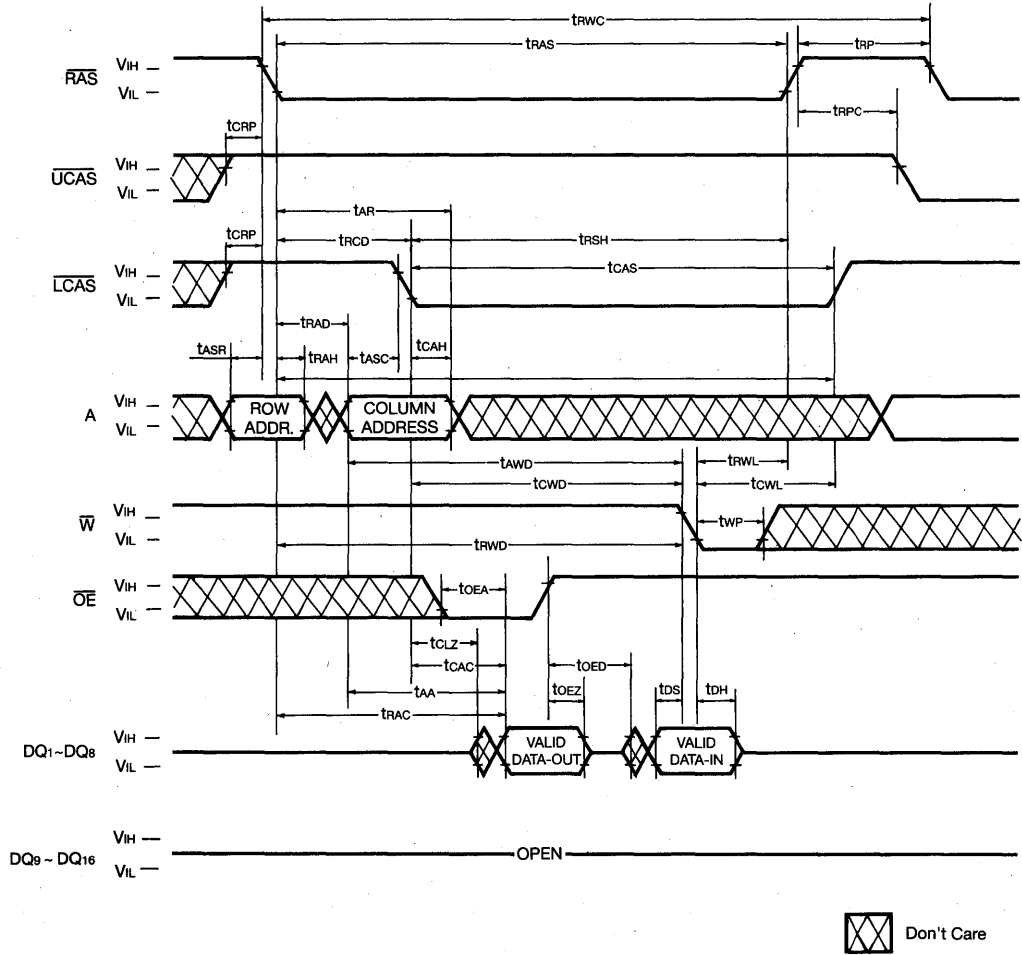 tRWC
tRAS
tRP
RAS
VIH
VIL
tRPC
tCRP
UCAS
VIH
VIL
tAR
tCRP
tRCD
tRSH
LCAS
VIH
VIL
tCAS
tRAD
tASR
tRAH
tASC
tCAH
A
VIH
VIL
ROW
ADDR.
COLUMN
ADDRESS
tAWD
tRWL
tCWD
tCWL
W
VIH
VIL
tWP
tRWD
OE
VIH
VIL
tOEA
tCLZ
tCAC
tOED
tAA
tOEZ
tDS
tDH
tRAC
DQ1~DQ8
VIH
VIL
VALID
DATA-OUT
VALID
DATA-IN
DQ9 ~ DQ16
VIH
VIL
OPEN
Don't Care